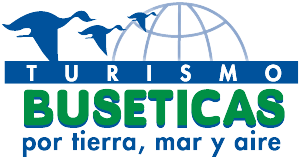 TURISMO
BUSETICAS
por tierra, mar y aire